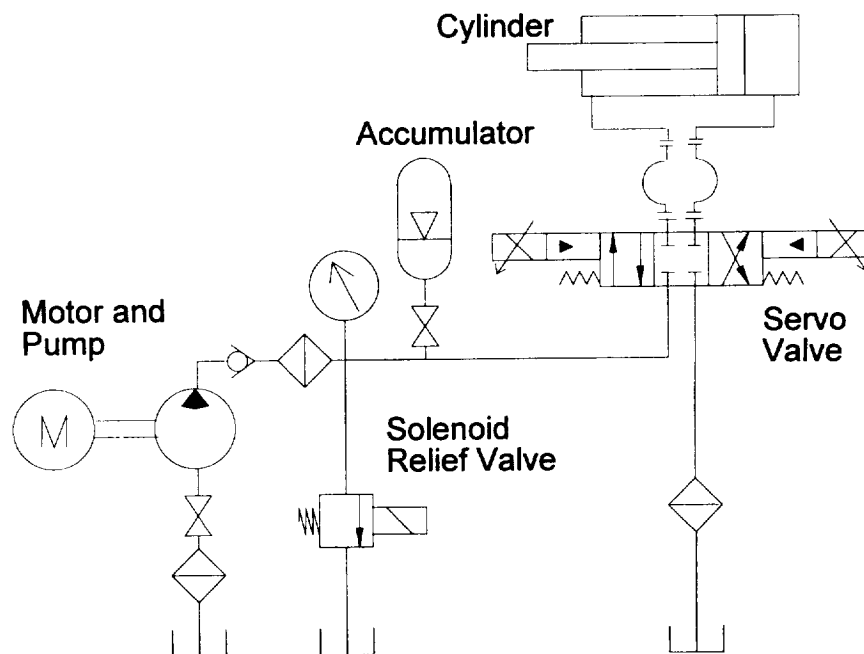 Cylinder
Accumulator
Motor and
Pump
M
Servo
Valve
Solenoid
Relief Valve